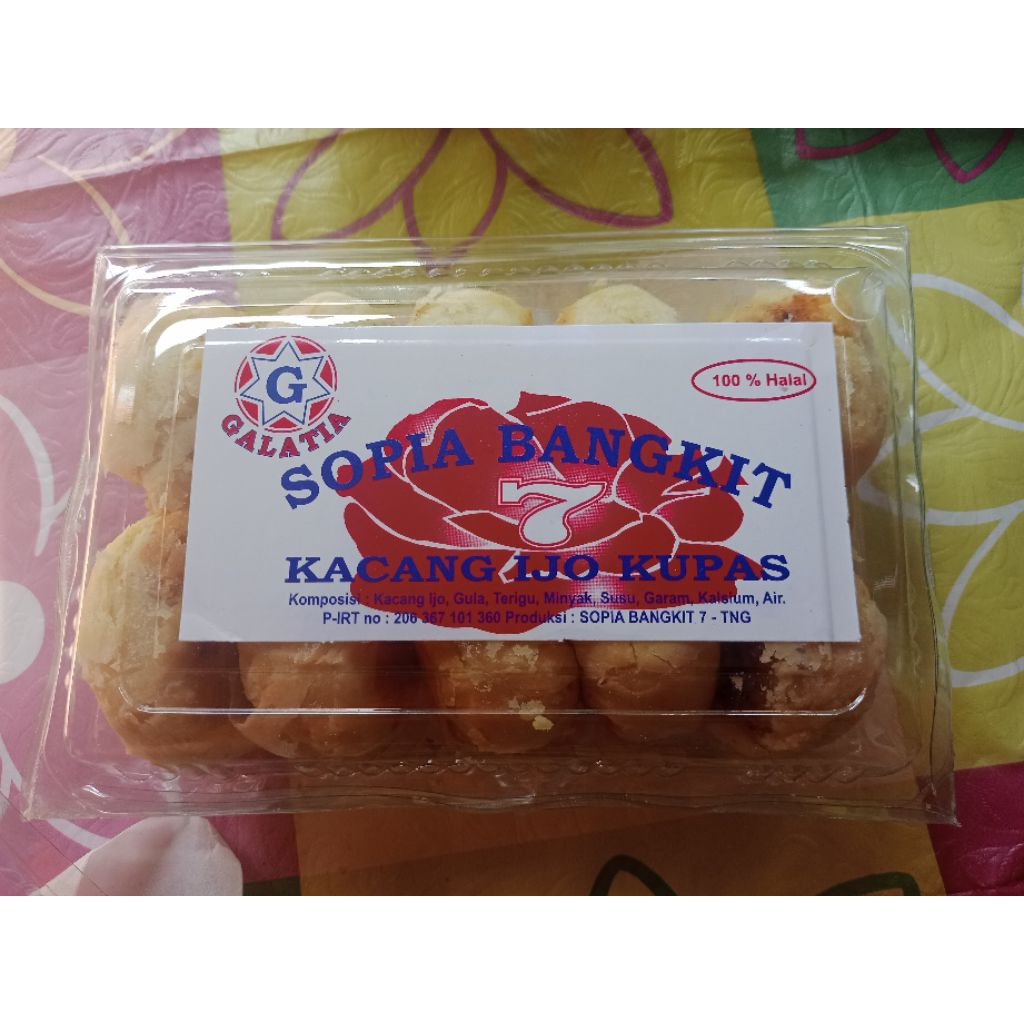 G
GALATIA
100 % Halal
SOPIA BANGKIT
7
KACANG IJO KUPAS
Komposisi : Kacang Ijo, Gula, Terigu, Minyak, Susu, Garam, Kalsium, Air.
P-IRT no : 206 367 101 360 Produksi : SOPIA BANGKIT 7 - TNG